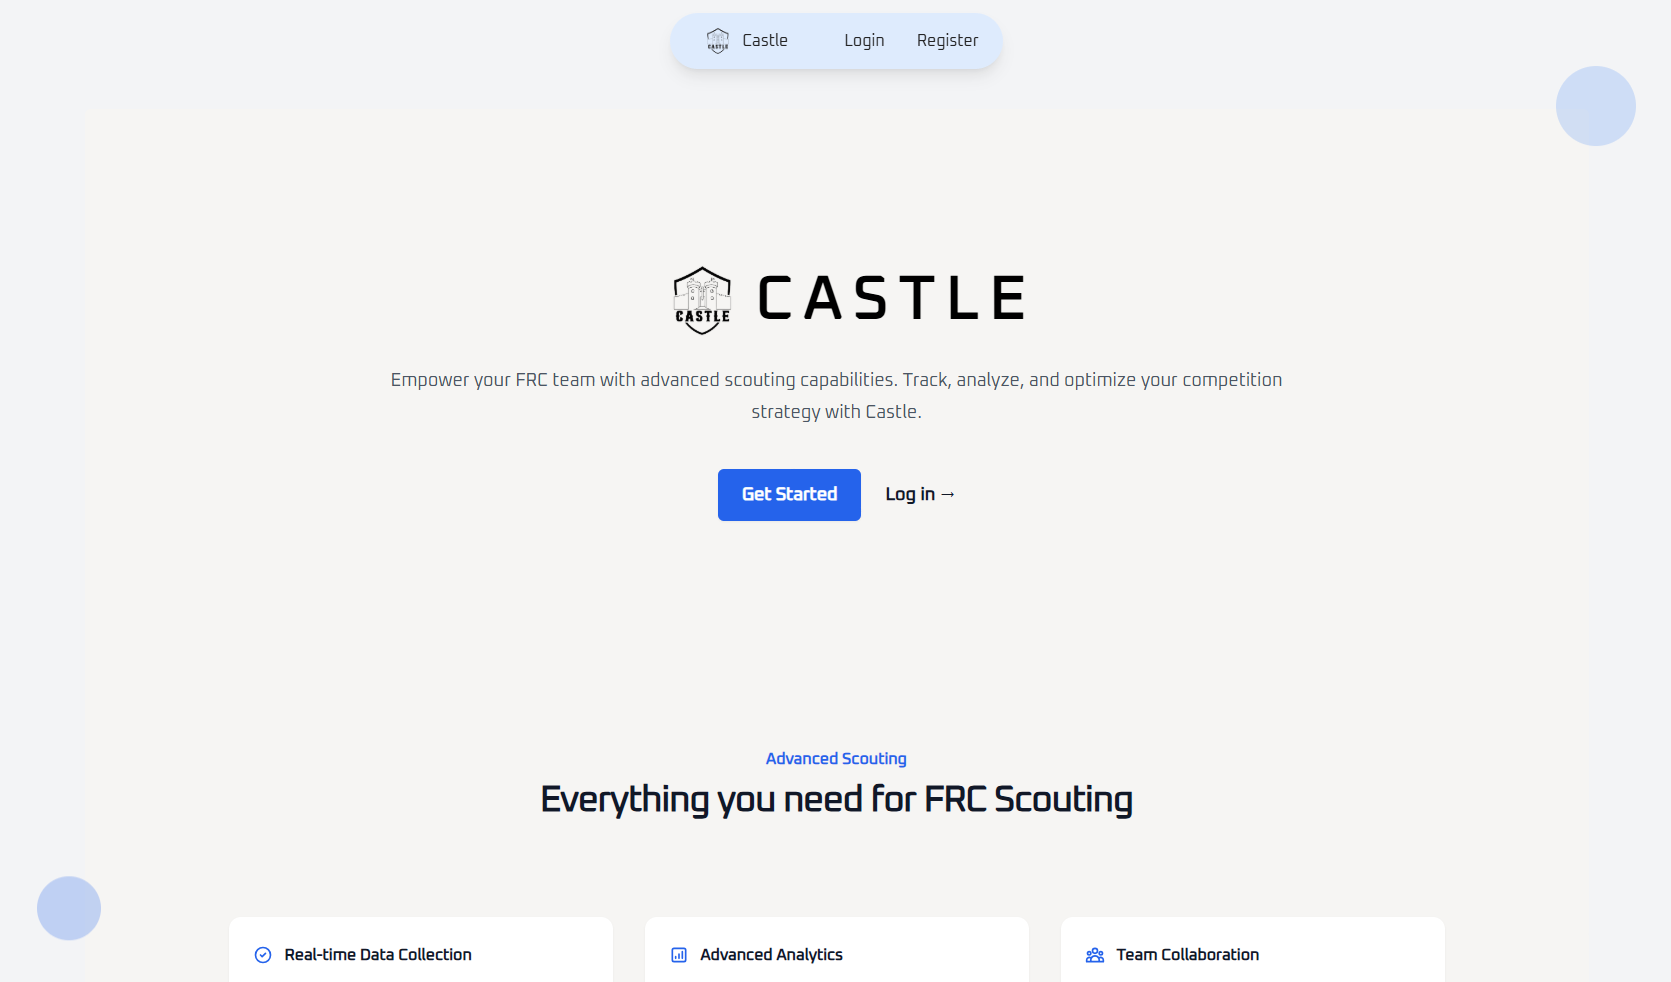 CASTLE
Castle
Login
Register
CASTLE
CASTLE
Empower your FRC team with advanced scouting capabilities. Track, analyze, and optimize your competition
strategy with Castle.
Get Started
Log in →
Advanced Scouting
Everything you need for FRC Scouting
Real-time Data Collection
Advanced Analytics
Team Collaboration